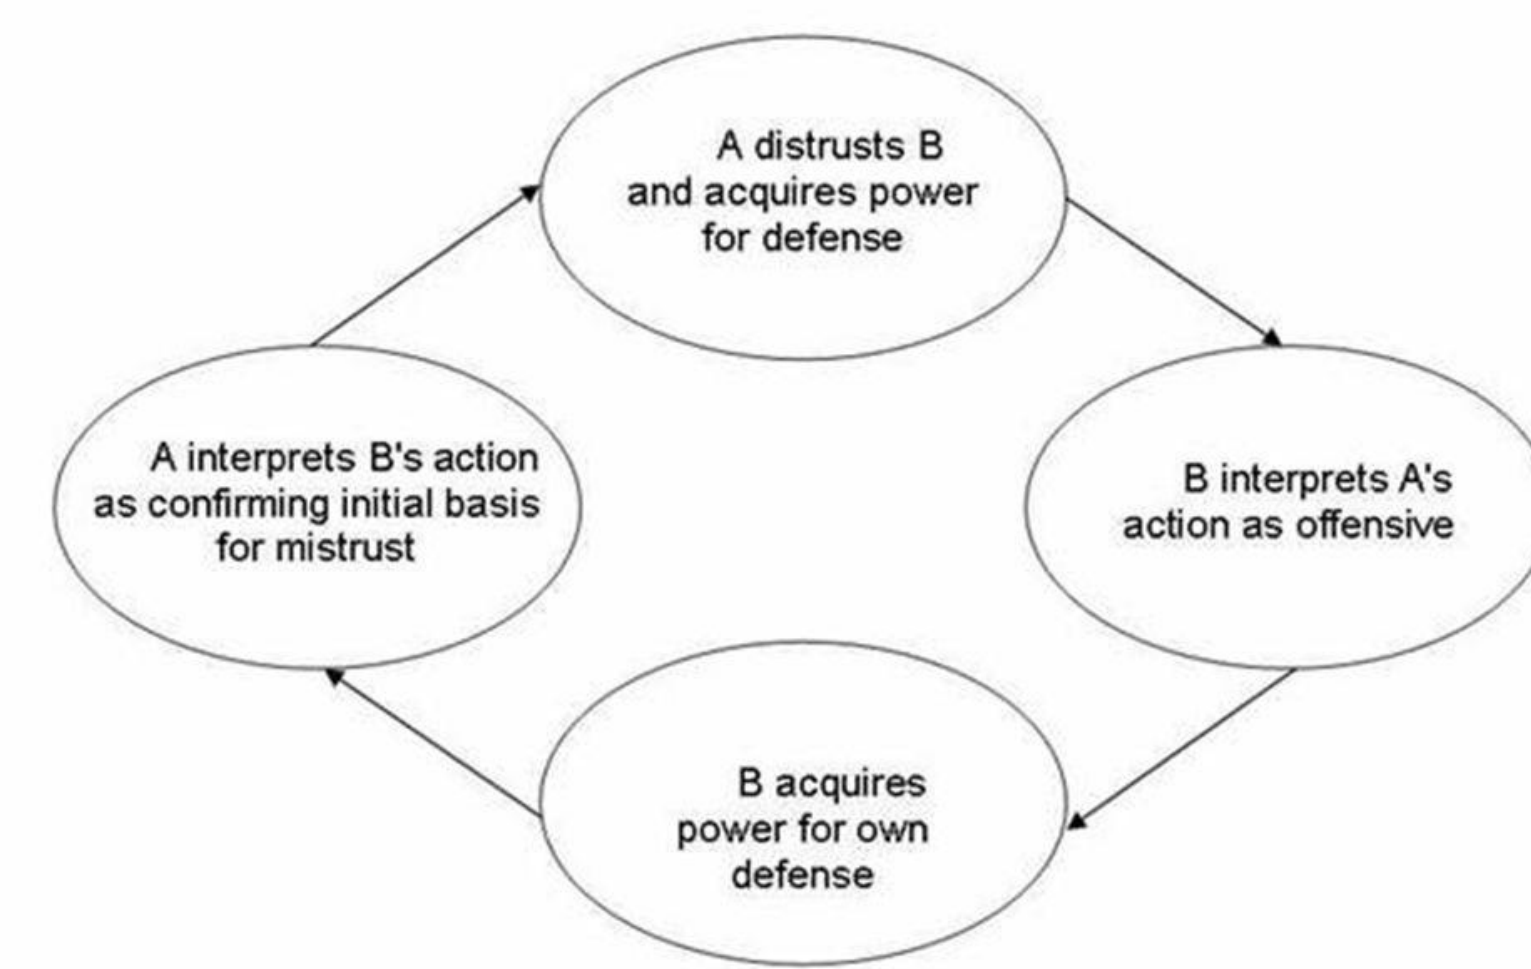 A distrusts B
and acquires power
for defense
A interprets B's action
as confirming initial basis
for mistrust
B interprets A's
action as offensive
B acquires
power for own
defense